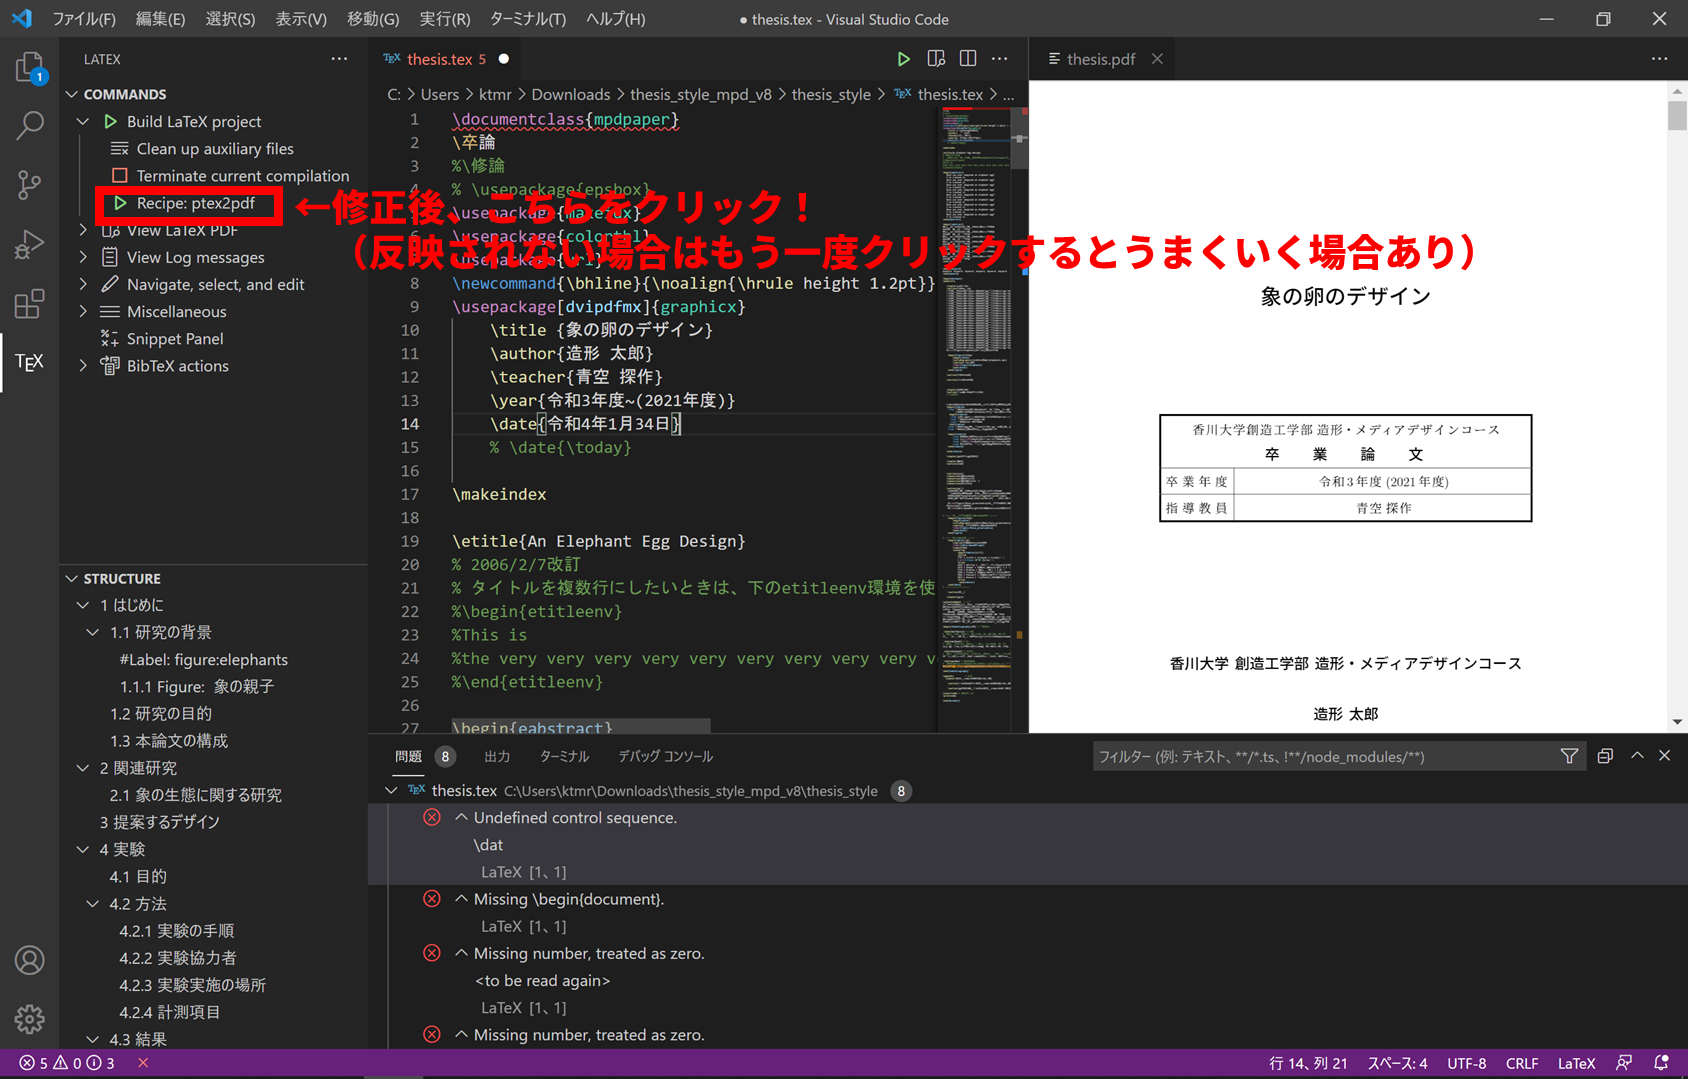 ファイル(F) 編集(E) 選択(S) 表示(V) 移動(G) 実行(R) ターミナル(T) ヘルプ(H)
● thesis.tex - Visual Studio Code
LATEX
COMMANDS
Build LaTeX project
Clean up auxiliary files
Terminate current compilation
Recipe: ptex2pdf
View LaTeX PDF
View Log messages
Navigate, select, and edit
Miscellaneous
Snippet Panel
BibTeX actions
1
TEX
←修正後、こちらをクリック！
（反映されない場合はもう一度クリックするとうまくいく場合あり）
STRUCTURE
1 はじめに
1.1 研究の背景
#Label: figure:elephants
1.1.1 Figure: 象の親子
1.2 研究の目的
1.3 本論文の構成
2 関連研究
2.1 象の生態に関する研究
3 提案するデザイン
4 実験
4.1 目的
4.2 方法
4.2.1 実験の手順
4.2.2 実験協力者
4.2.3 実験実施の場所
4.2.4 計測項目
4.3 結果
TEX thesis.tex 5 ●
C: > Users > ktmr > Downloads > thesis_style_mpd_v8 > thesis_style > TEX thesis.tex > ...
1 \documentclass{mpdpaper}
2 \卒論
3 %\修論
4 % \usepackage{epsbox}
\usepackage{makeidx}
\usepackage{colortbl}
\usepackage{url}
8 \newcommand{\bhline}{\noalign{\hrule height 1.2pt}}
9 \usepackage[dvipdfmx]{graphicx}
10 \title {象の卵のデザイン}
11 \author{造形 太郎}
12 \teacher{青空 探作}
13 \year{令和3年度~(2021年度)}
14 \date{令和4年1月34日}
15 % \date{\today}
16
17 \makeindex
18
19 \etitle{An Elephant Egg Design}
20 % 2006/2/7改訂
21 % タイトルを複数行にしたいときは、下のetitleenv環境を使
22 %\begin{etitleenv}
23 %This is
24 %the very very very very very very very very very v
25 %\end{etitleenv}
26
27 \begin{eabstract}
thesis.pdf
象の卵のデザイン
香川大学創造工学部 造形・メディアデザインコース
卒 業 論 文
卒業年度 令和3年度 (2021年度)
指導教員 青空 探作
香川大学 創造工学部 造形・メディアデザインコース
造形 太郎
問題 8 出力 ターミナル デバッグ コンソール
フィルター (例: テキスト、**/*.ts、!**/node_modules/**)
TEX thesis.tex C:\Users\ktmr\Downloads\thesis_style_mpd_v8\thesis_style 8
Undefined control sequence.
\dat
LaTeX [1、1]
Missing \begin{document}.
LaTeX [1、1]
Missing number, treated as zero.
<to be read again>
LaTeX [1、1]
Missing number, treated as zero.
5 0 3
行 14、列 21 スペース: 4 UTF-8 CRLF LaTeX